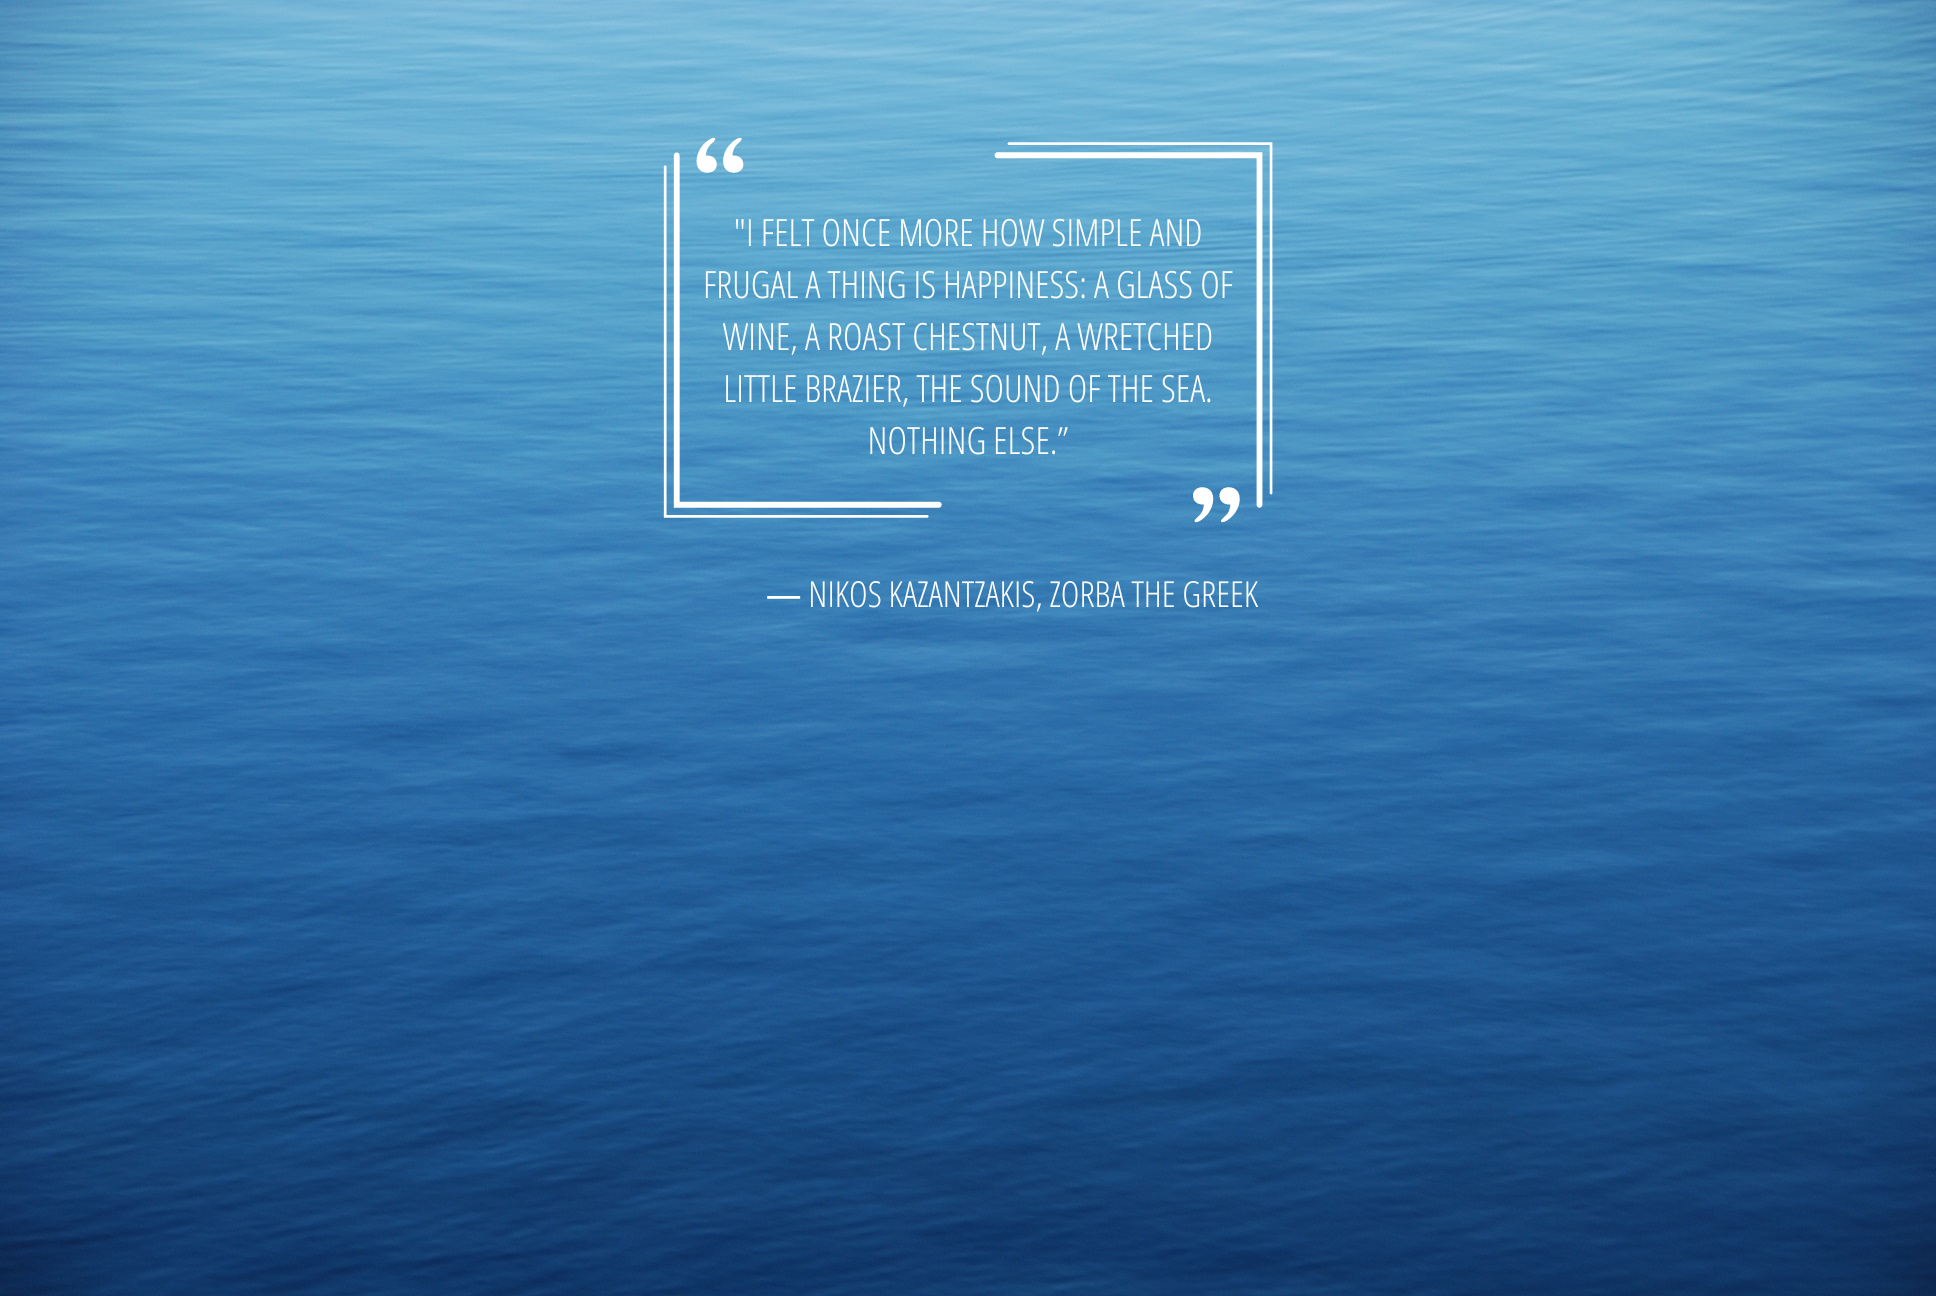 “
"I FELT ONCE MORE HOW SIMPLE AND
FRUGAL A THING IS HAPPINESS: A GLASS OF
WINE, A ROAST CHESTNUT, A WRETCHED
LITTLE BRAZIER, THE SOUND OF THE SEA.
NOTHING ELSE.”
”
— NIKOS KAZANTZAKIS, ZORBA THE GREEK